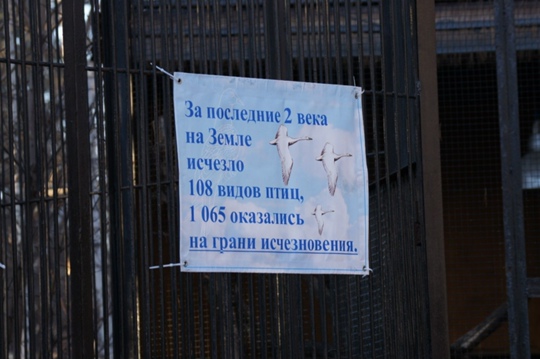 За последние 2 века
на Земле
исчезло
108 видов птиц,
1 065 оказались
на грани исчезновения.